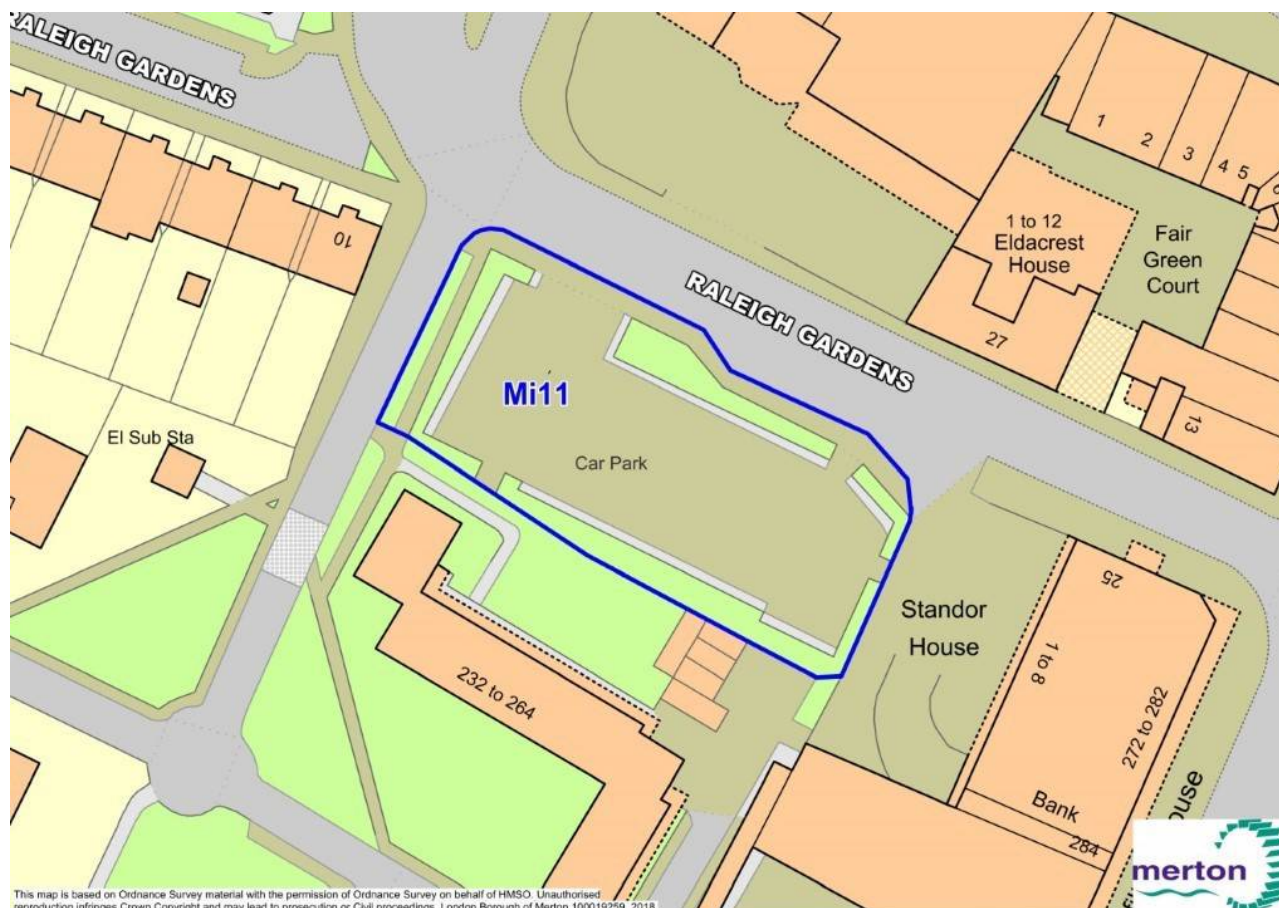 RALEIGH GARDENS
10
El Sub Sta
Mi11
Car Park
RALEIGH GARDENS
1
2
3
4
5
1 to 12
Eldacrest
House
Fair
Green
Court
27
13
Standor
House
25
1 to 8
272 to 282
Bank
284
232 to 264
ouse
merton
This map is based on Ordnance Survey material with the permission of Ordnance Survey on behalf of HMSO. Unauthorised
reproduction infringes Crown Copyright and may lead to prosecution or Civil proceedings. London Borough of Merton 100019259. 2018.